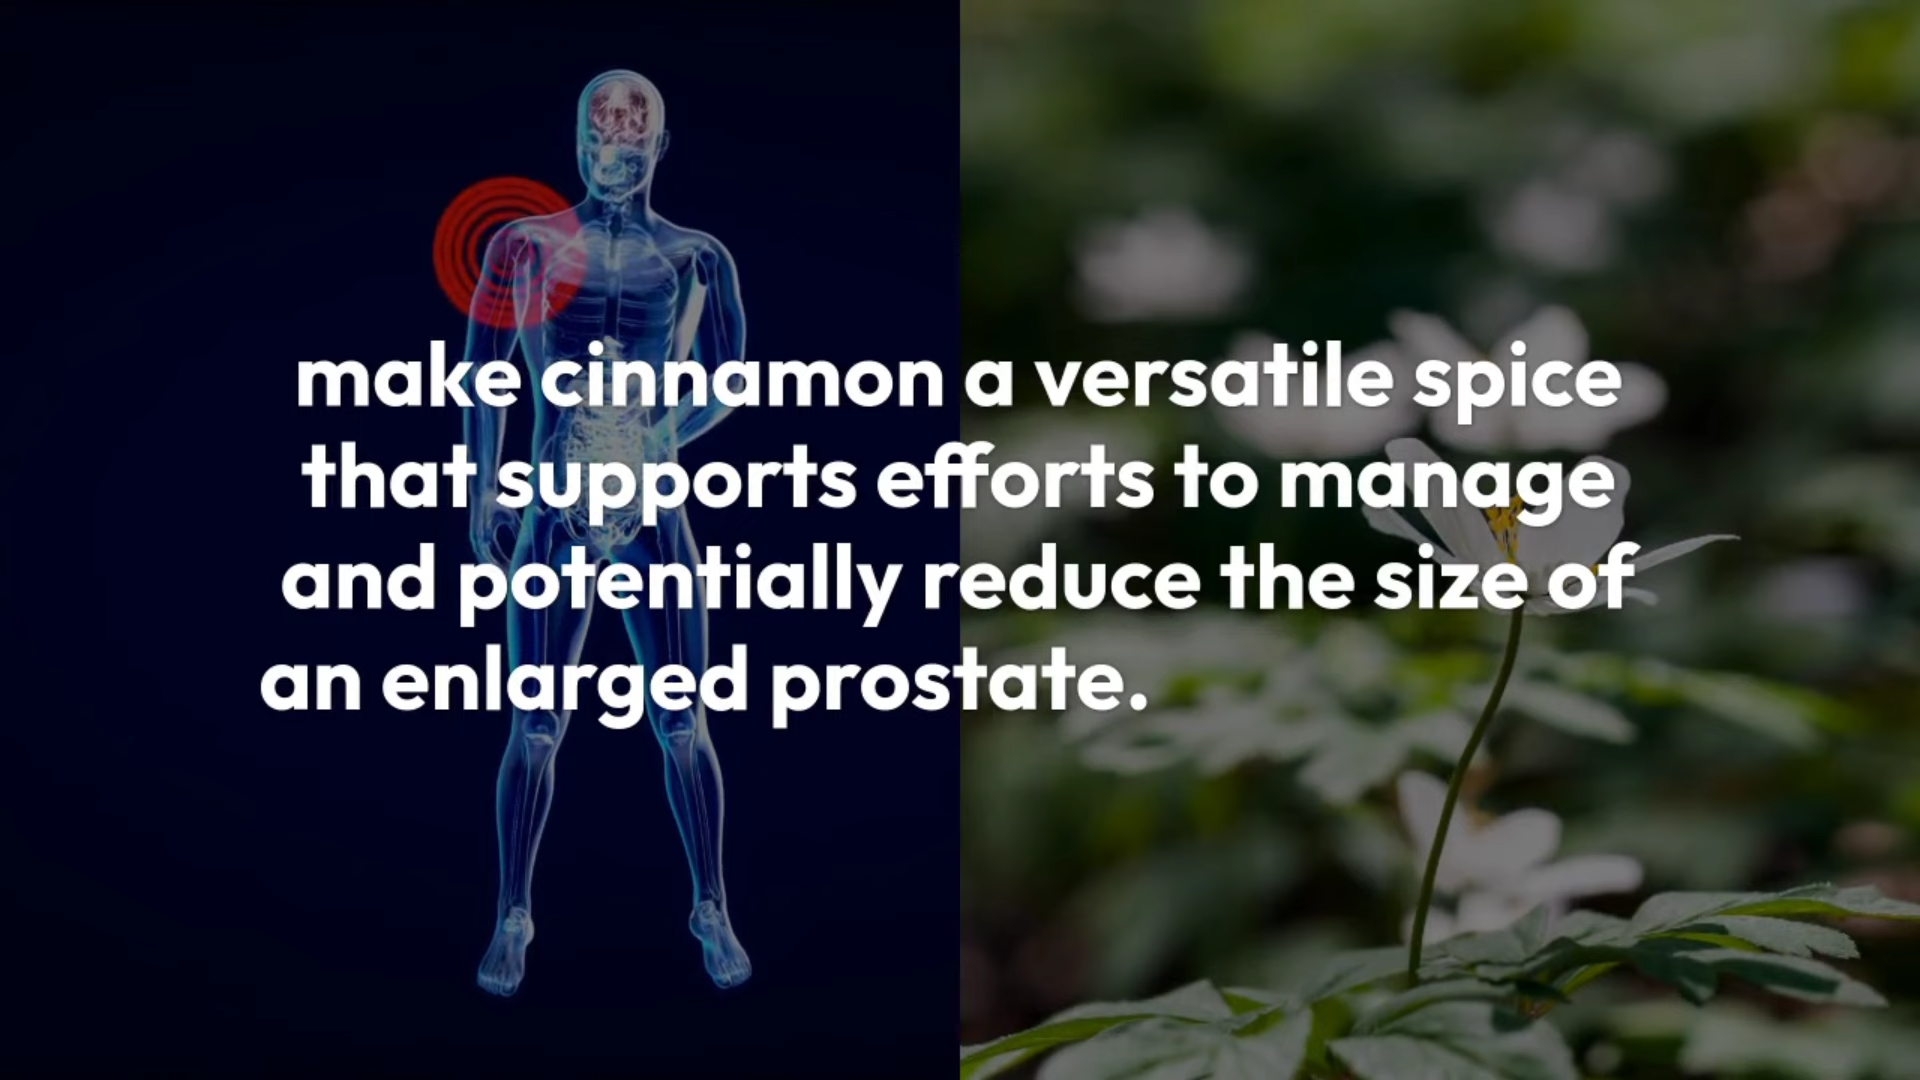 make cinnamon a versatile spice
that supports efforts to manage
and potentially reduce the size of
an enlarged prostate.